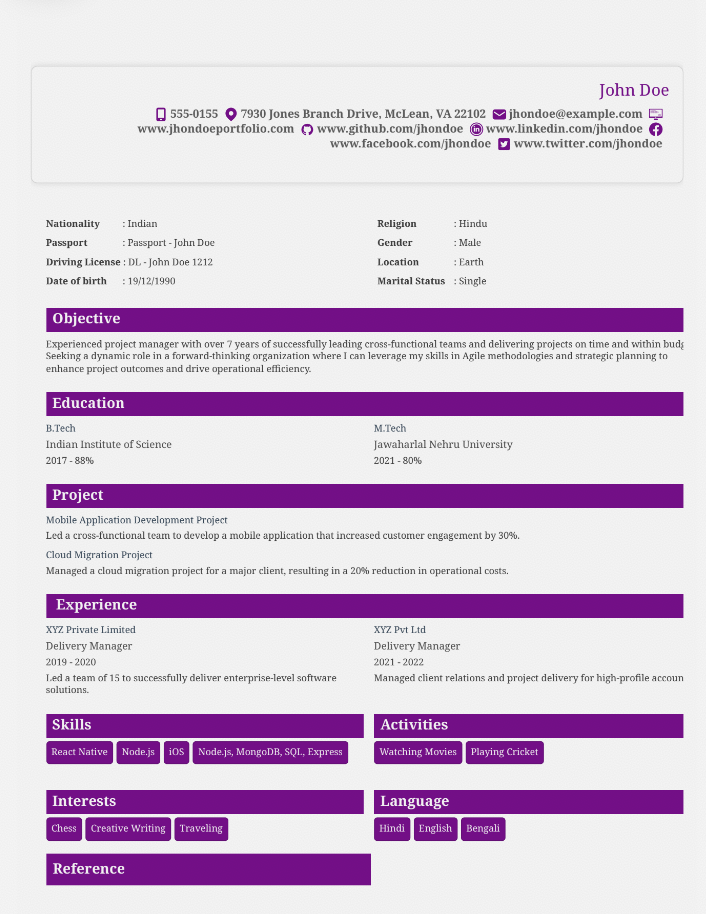 John Doe
555-0155 7930 Jones Branch Drive, McLean, VA 22102 jhondoe@example.com
www.jhondoeportfolio.com www.github.com/jhondoe www.linkedin.com/jhondoe
www.facebook.com/jhondoe www.twitter.com/jhondoe
Nationality : Indian
Passport : Passport - John Doe
Driving License : DL - John Doe 1212
Date of birth : 19/12/1990
Religion : Hindu
Gender : Male
Location : Earth
Marital Status : Single
Objective
Experienced project manager with over 7 years of successfully leading cross-functional teams and delivering projects on time and within
Seeking a dynamic role in a forward-thinking organization where I can leverage my skills in Agile methodologies and strategic planning to
enhance project outcomes and drive operational efficiency.
Education
B.Tech
Indian Institute of Science
2017 - 88%
M.Tech
Jawaharlal Nehru University
2021 - 80%
Project
Mobile Application Development Project
Led a cross-functional team to develop a mobile application that increased customer engagement by 30%.
Cloud Migration Project
Managed a cloud migration project for a major client, resulting in a 20% reduction in operational costs.
Experience
XYZ Private Limited
Delivery Manager
2019 - 2020
Led a team of 15 to successfully deliver enterprise-level software
solutions.
XYZ Pvt Ltd
Delivery Manager
2021 - 2022
Managed client relations and project delivery for high-profile accoun
Skills
React Native Node.js iOS Node.js, MongoDB, SQL, Express
Activities
Watching Movies Playing Cricket
Interests
Chess Creative Writing Traveling
Language
Hindi English Bengali
Reference